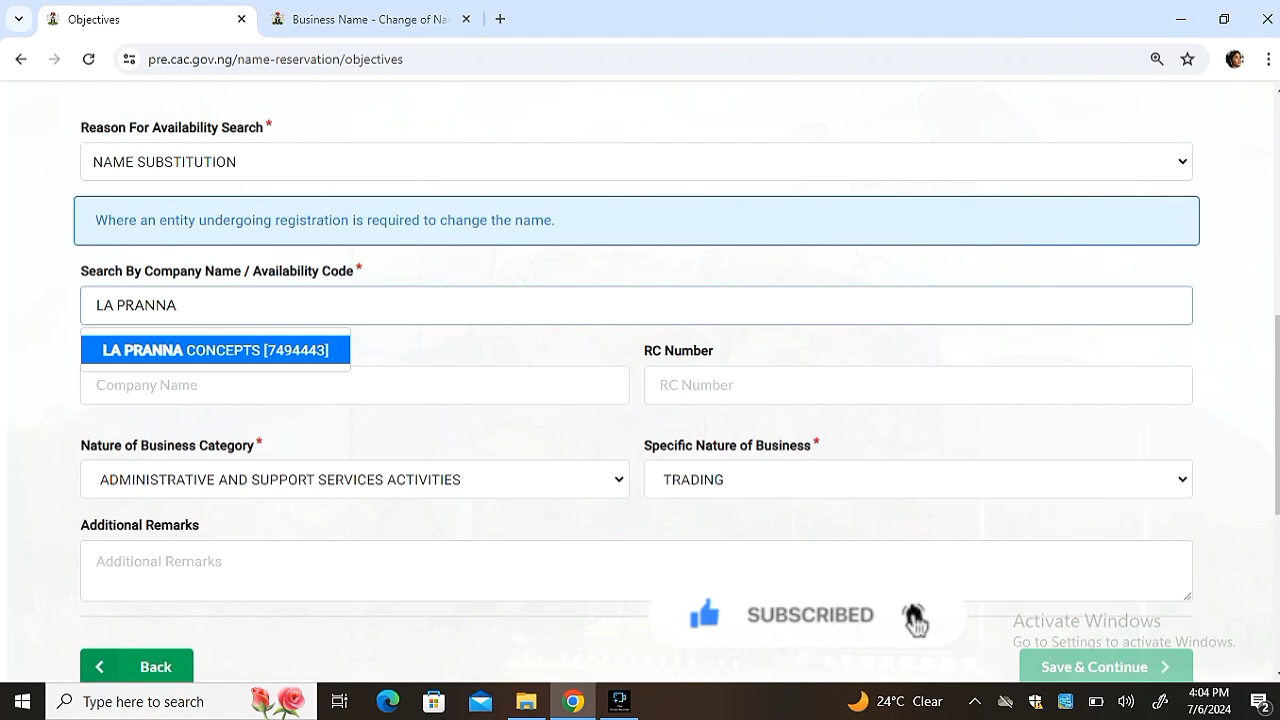 Objectives
Business Name - Change of Na
pre.cac.gov.ng/name-reservation/objectives
Reason For Availability Search *
NAME SUBSTITUTION
Where an entity undergoing registration is required to change the name.
Search By Company Name / Availability Code *
LA PRANNA
LA PRANNA CONCEPTS [7494443]
RC Number
Company Name
RC Number
Nature of Business Category *
Specific Nature of Business *
ADMINISTRATIVE AND SUPPORT SERVICES ACTIVITIES
TRADING
Additional Remarks
Additional Remarks
SUBSCRIBED
Activate Windows
Go to Settings to activate Windows.
Back
Save & Continue
Type here to search
24°C Clear
4:04 PM
7/6/2024
2